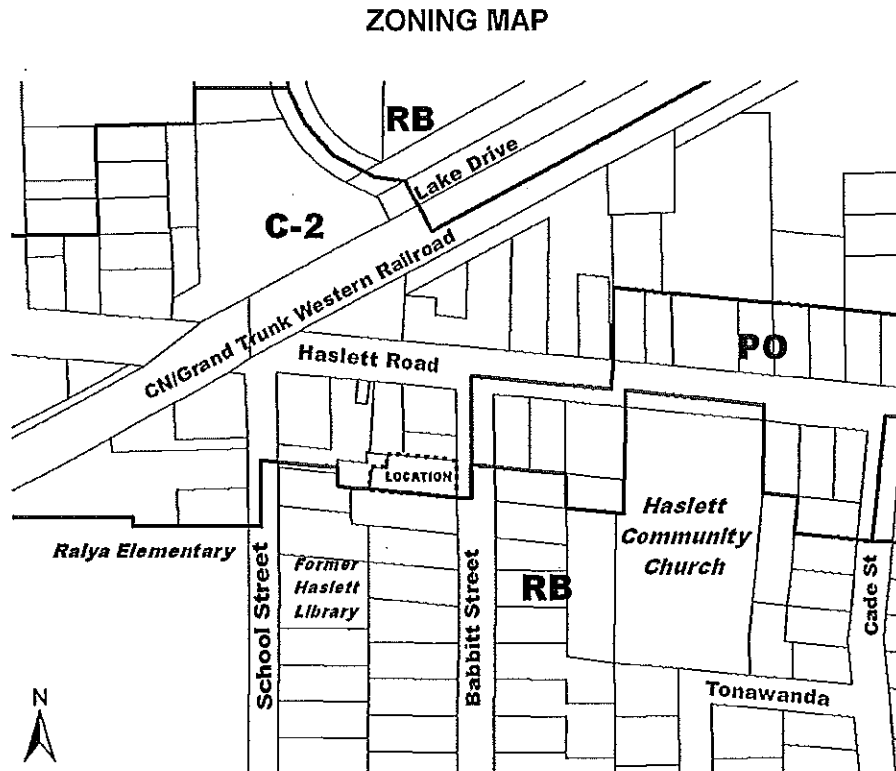 ZONING MAP
RB
Lake Drive
C-2
CN/Grand Trunk Western Railroad
Haslett Road
PO
LOCATION
Haslett
Community
Church
Ralya Elementary
Former
Haslett
Library
School Street
Babbitt Street
RB
Cade St
Tonawanda
N